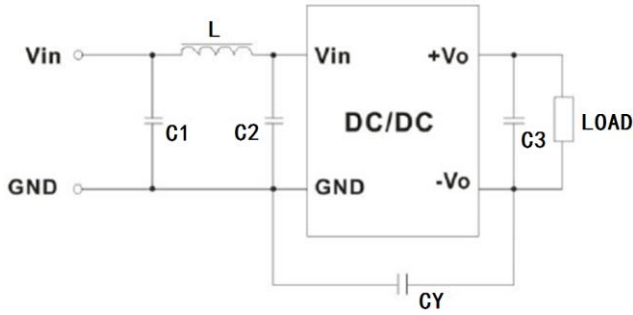 L
Vin
Vin
+Vo
C1
C2
DC/DC
C3
LOAD
GND
GND
-Vo
CY